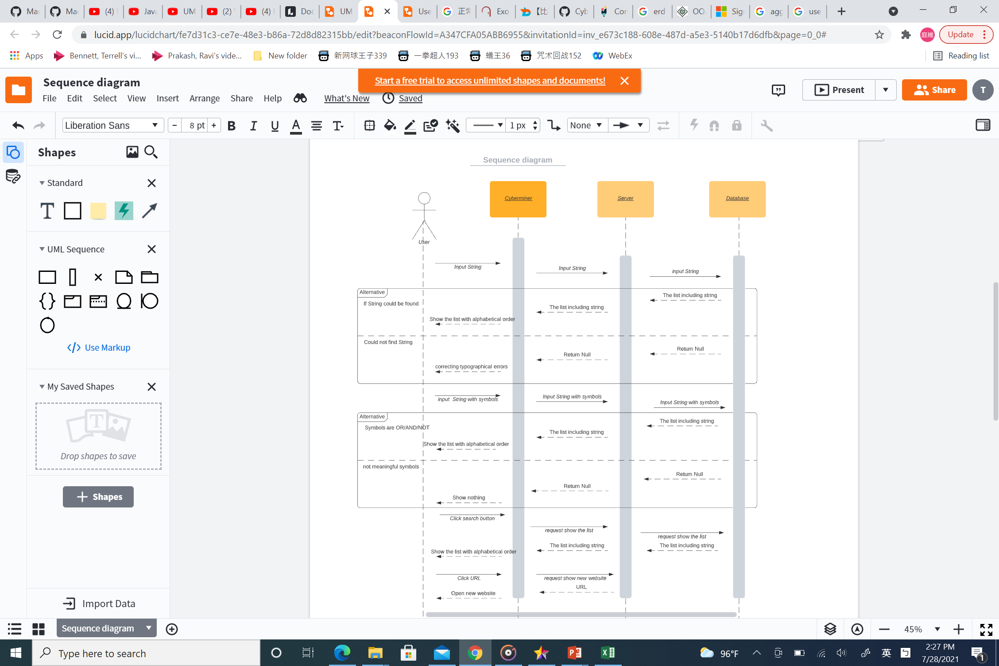 Ma
Ma
(4)
Java
UM
(2)
(4)
Doc
UM
Use
正常
Exo
【比
Cyb
Con
erd
OO
Sig
agg
use
lucid.app/lucidchart/fe7d31c3-ce7e-48e3-b86a-72d8d82315bb/edit?beaconFlowId=A347CFA05ABB6955&invitationId=inv_e673c188-608e-487d-a5e3-5140b17d6dfb&page=0_0#
庭維
Update
Apps
Bennett, Terrell's vi...
Prakash, Ravi's vide...
New folder
新网球王子339
一拳超人193
蟻王36
咒术回战152
WebEx
Reading list
Sequence diagram
Start a free trial to access unlimited shapes and documents!
File Edit Select View Insert Arrange Share Help
What's New
Saved
Present
Share
T
Liberation Sans
8 pt
1 px
None
Shapes
Standard
UML Sequence
Use Markup
My Saved Shapes
Drop shapes to save
Shapes
Import Data
Sequence diagram
Cyberminer
Server
Database
User
Input String
Input String
input String
Alternative
If String could be found
The list including string
The list including string
Show the list with alphabetical order
Could not find String
Return Null
Return Null
correcting typographical errors
input String with symbols
Input String with symbols
Input String with symbols
Alternative
Symbols are OR/AND/NOT
The list including string
The list including string
Show the list with alphabetical order
not meaningful symbols
Return Null
Return Null
Show nothing
Click search button
request show the list
request show the list
The list including string
The list including string
Show the list with alphabetical order
Click URL
request show new website
URL
Open new website
Sequence diagram
45%
Type here to search
96°F
英
2:27 PM
7/28/2021
1